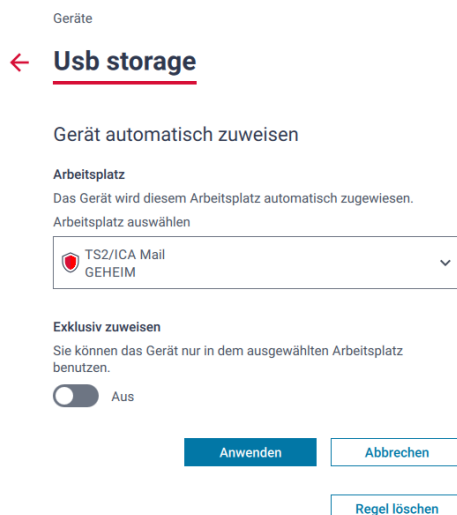 Geräte
Usb storage
Gerät automatisch zuweisen
Arbeitsplatz
Das Gerät wird diesem Arbeitsplatz automatisch zugewiesen.
Arbeitsplatz auswählen
TS2/ICA Mail
GEHEIM
Exklusiv zuweisen
Sie können das Gerät nur in dem ausgewählten Arbeitsplatz
benutzen.
Aus
Anwenden Abbrechen
Regel löschen